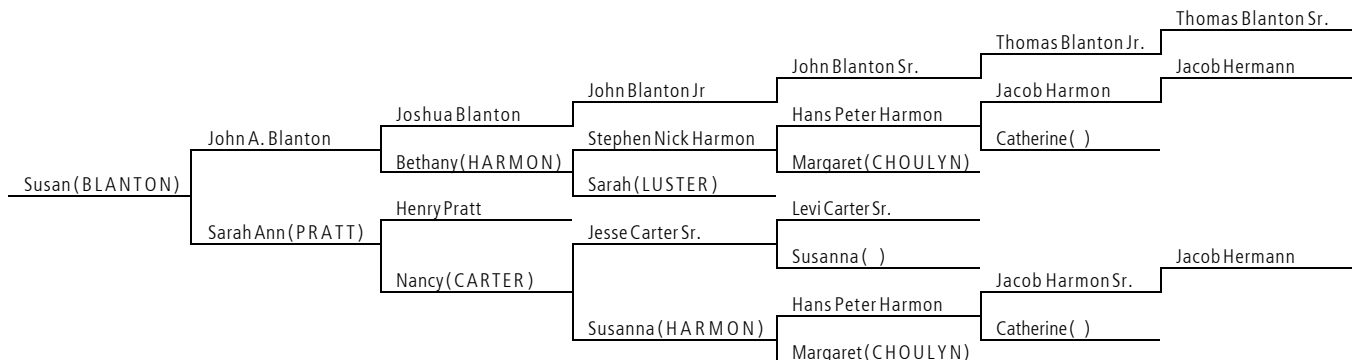 Thomas Blanton Sr.
Thomas Blanton Jr.
John Blanton Sr.
Jacob Hermann
John Blanton Jr
Jacob Harmon
Joshua Blanton
Hans Peter Harmon
John A. Blanton
Stephen Nick Harmon
Catherine ( )
Bethany (HARMON)
Margaret (CHOULYN)
Susan (BLANTON)
Sarah (LUSTER)
Henry Pratt
Levi Carter Sr.
Sarah Ann (PRATT)
Jesse Carter Sr.
Susanna ( )
Jacob Hermann
Nancy (CARTER)
Jacob Harmon Sr.
Hans Peter Harmon
Susanna (HARMON)
Catherine ( )
Margaret (CHOULYN)